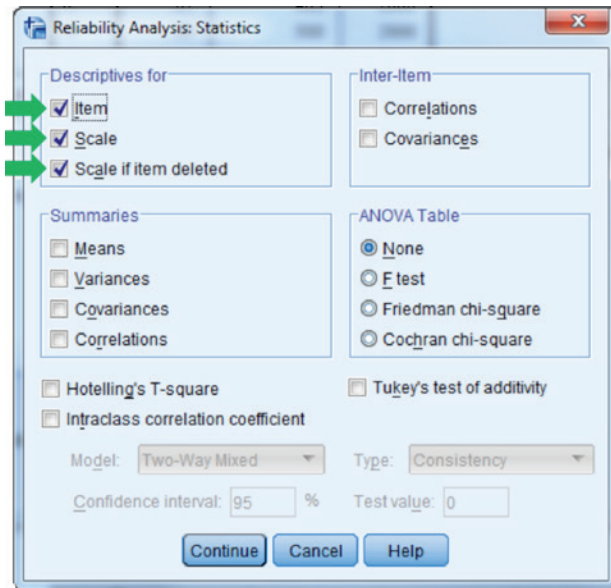 Reliability Analysis: Statistics
Descriptives for
Item
Scale
Scale if item deleted
Inter-Item
Correlations
Covariances
Summaries
Means
Variances
Covariances
Correlations
ANOVA Table
None
F test
Friedman chi-square
Cochran chi-square
Hotelling's T-square
Tukey's test of additivity
Intraclass correlation coefficient
Model: Two-Way Mixed Type: Consistency
Confidence interval: 95 % Test value: 0
Continue Cancel Help